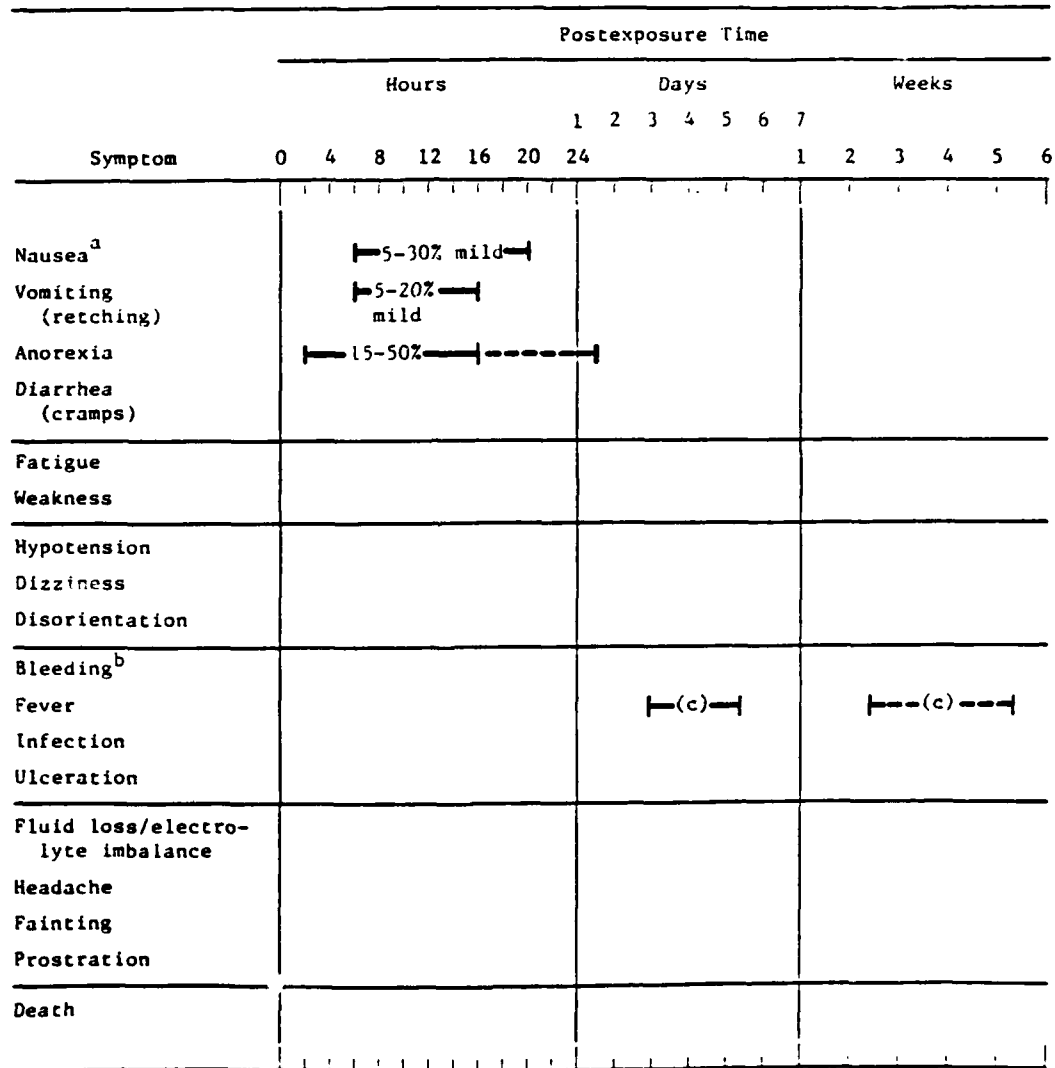 Postexposure Time
Hours Days Weeks
1 2 3 4 5 6 7
Symptom 0 4 8 12 16 20 24 1 2 3 4 5 6
Nauseaᵃ 5-30% mild
Vomiting 5-20%
(retching) mild
Anorexia 15-50%
Diarrhea
(cramps)
Fatigue
Weakness
Hypotension
Dizziness
Disorientation
Bleedingᵇ
Fever (c) (c)
Infection
Ulceration
Fluid loss/electro-
lyte imbalance
Headache
Fainting
Prostration
Death